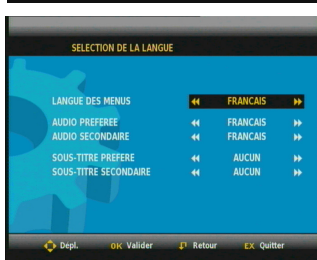 SELECTION DE LA LANGUE
LANGUE DES MENUS FRANCAIS
AUDIO PREFEREE FRANCAIS
AUDIO SECONDAIRE FRANCAIS
SOUS-TITRE PREFERE AUCUN
SOUS-TITRE SECONDAIRE AUCUN
Depl. OK Valider Retour EX Quitter